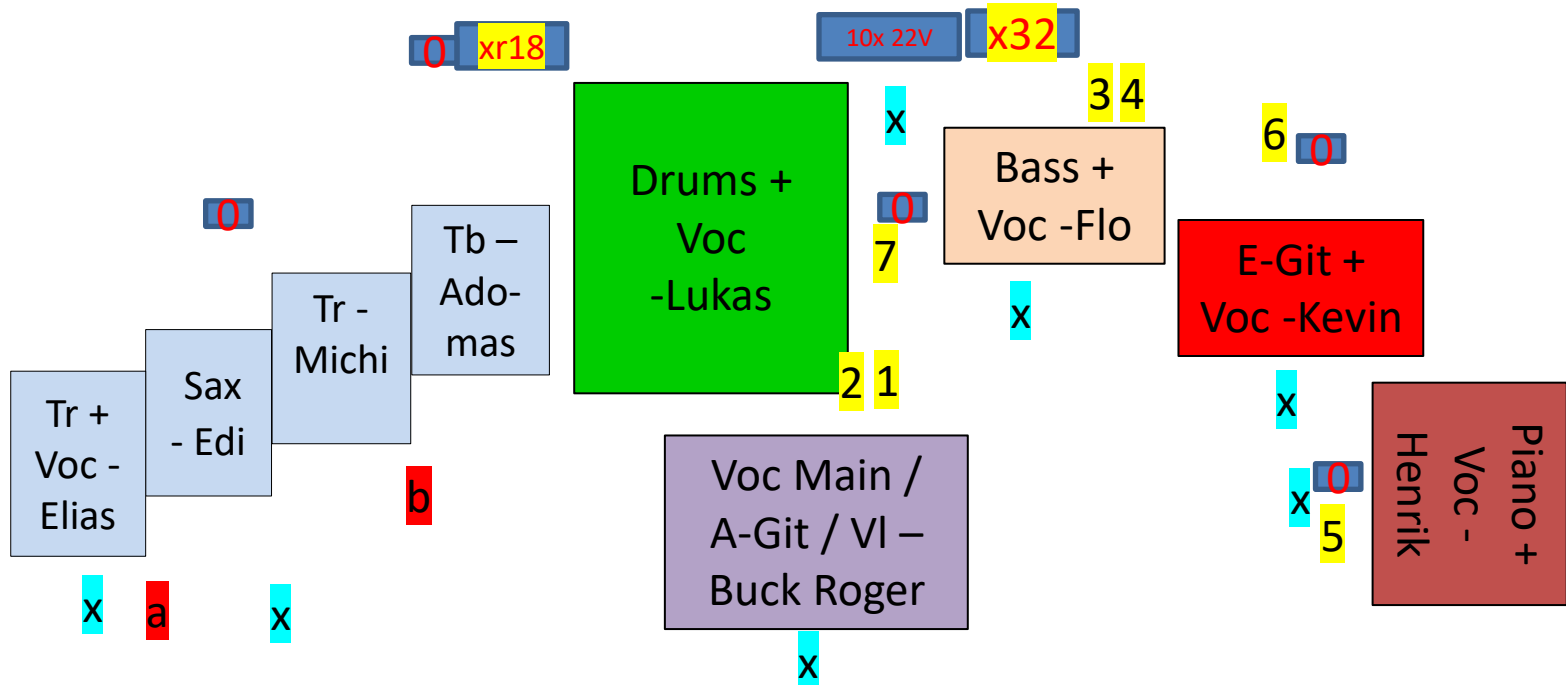 0 xr18
10x 22V x32
3 4
x
6
0
Drums +
Voc
-Lukas
Bass +
Voc -Flo
0
7
0
Tb –
Ado-
mas
E-Git +
Voc -Kevin
Tr -
Michi
x
Sax
- Edi
2 1
x
Tr +
Voc -
Elias
b
Voc Main /
A-Git / Vl –
Buck Roger
x
0
5
Piano +
Voc -
Henrik
x
a
x
x